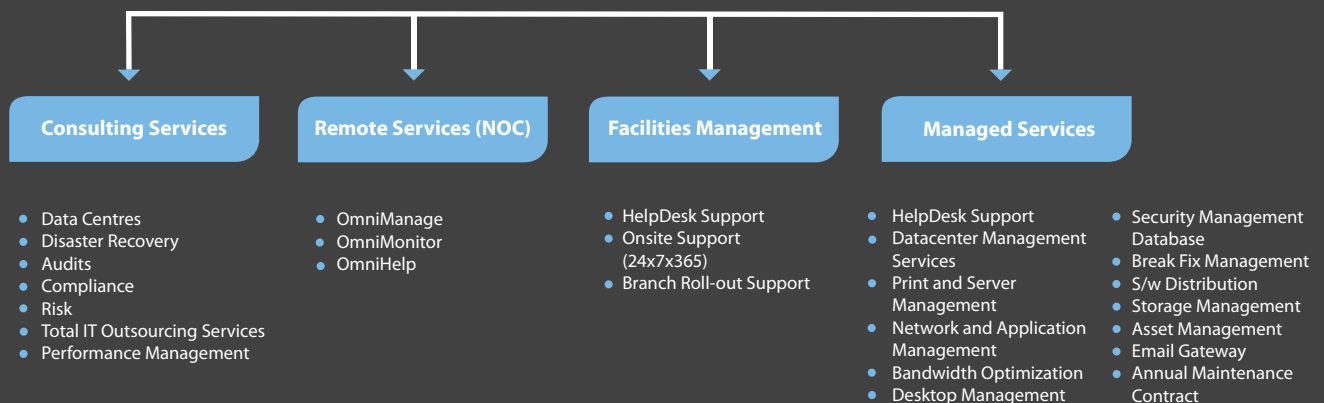 Consulting Services
Remote Services (NOC)
Facilities Management
Managed Services
Data Centres
Disaster Recovery
Audits
Compliance
Risk
Total IT Outsourcing Services
Performance Management
OmniManage
OmniMonitor
OmniHelp
HelpDesk Support
Onsite Support
(24x7x365)
Branch Roll-out Support
HelpDesk Support
Datacenter Management
Services
Print and Server
Management
Network and Application
Management
Bandwidth Optimization
Desktop Management
Security Management
Database
Break Fix Management
S/w Distribution
Storage Management
Asset Management
Email Gateway
Annual Maintenance
Contract